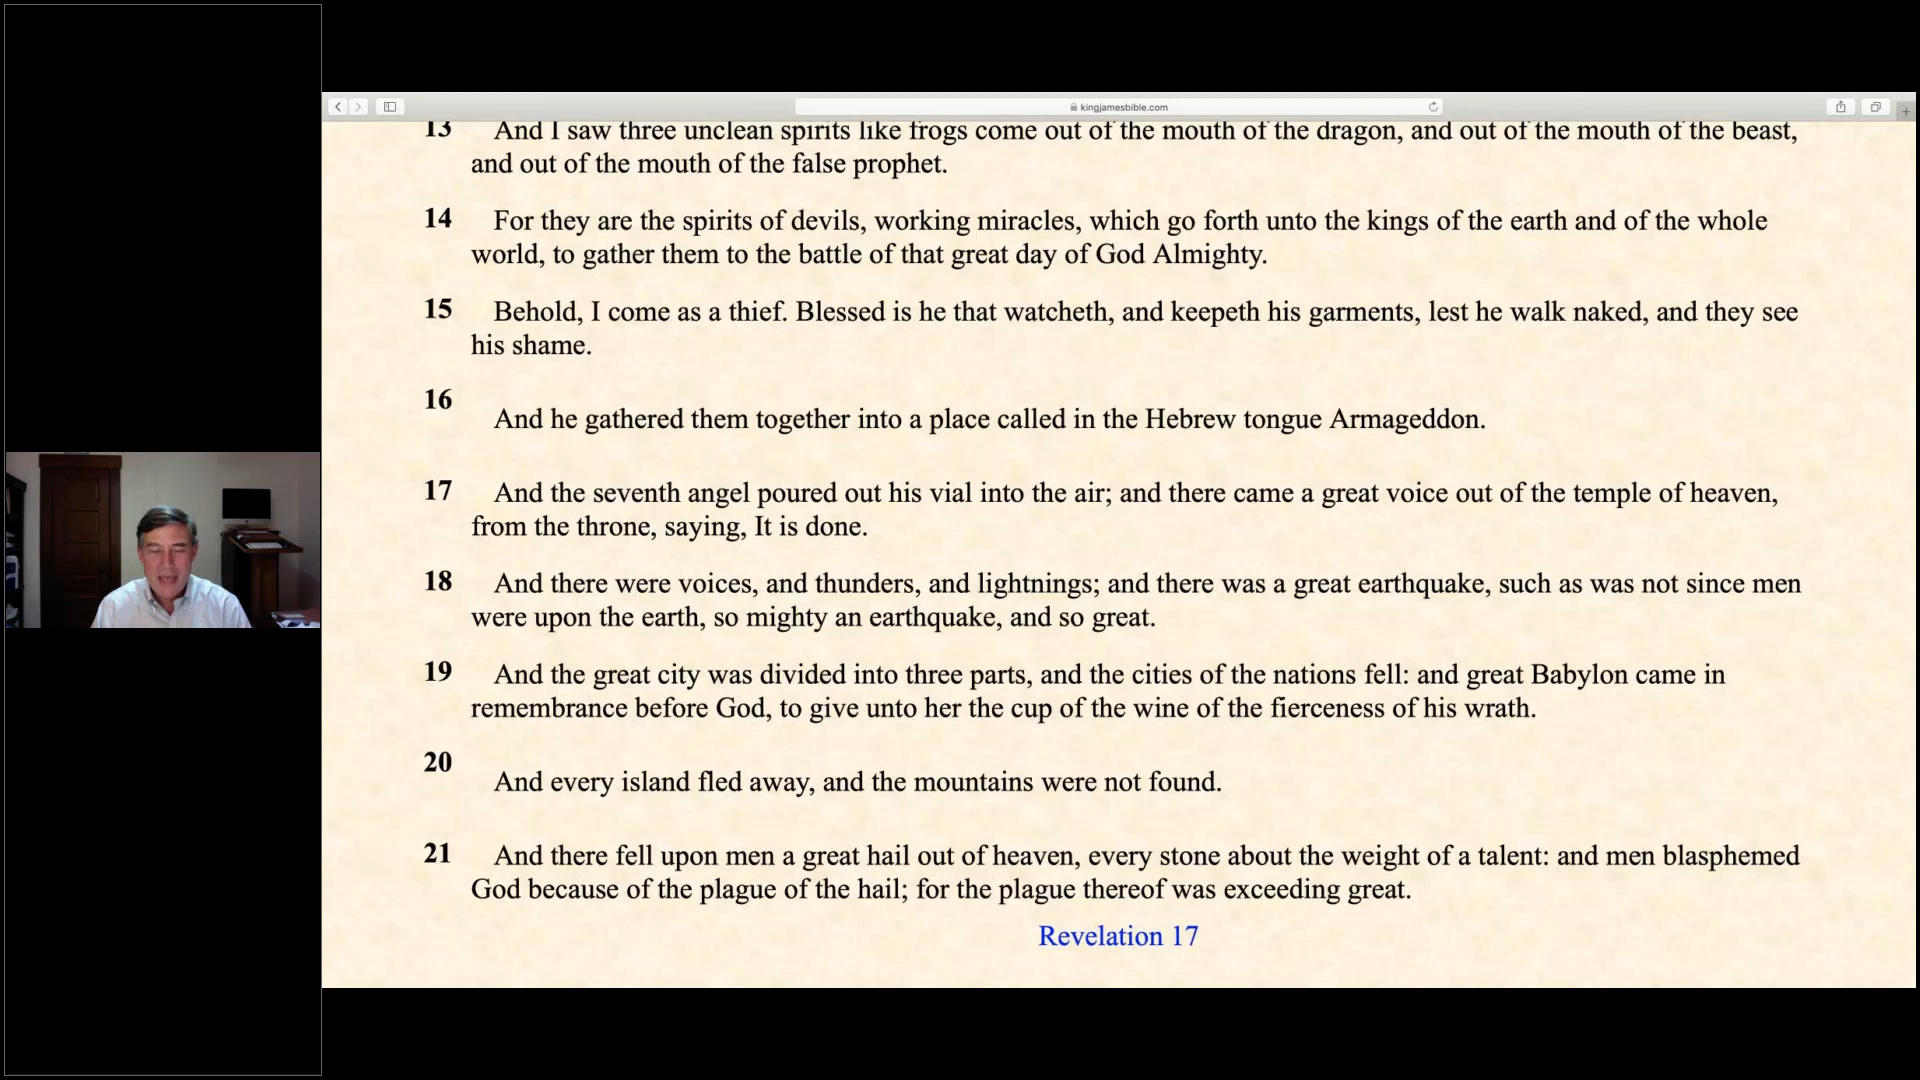 kingjamesbible.com
13 And I saw three unclean spirits like frogs come out of the mouth of the dragon, and out of the mouth of the beast,
and out of the mouth of the false prophet.
14 For they are the spirits of devils, working miracles, which go forth unto the kings of the earth and of the whole
world, to gather them to the battle of that great day of God Almighty.
15 Behold, I come as a thief. Blessed is he that watcheth, and keepeth his garments, lest he walk naked, and they see
his shame.
16 And he gathered them together into a place called in the Hebrew tongue Armageddon.
17 And the seventh angel poured out his vial into the air; and there came a great voice out of the temple of heaven,
from the throne, saying, It is done.
18 And there were voices, and thunders, and lightnings; and there was a great earthquake, such as was not since men
were upon the earth, so mighty an earthquake, and so great.
19 And the great city was divided into three parts, and the cities of the nations fell: and great Babylon came in
remembrance before God, to give unto her the cup of the wine of the fierceness of his wrath.
20 And every island fled away, and the mountains were not found.
21 And there fell upon men a great hail out of heaven, every stone about the weight of a talent: and men blasphemed
God because of the plague of the hail; for the plague thereof was exceeding great.
Revelation 17